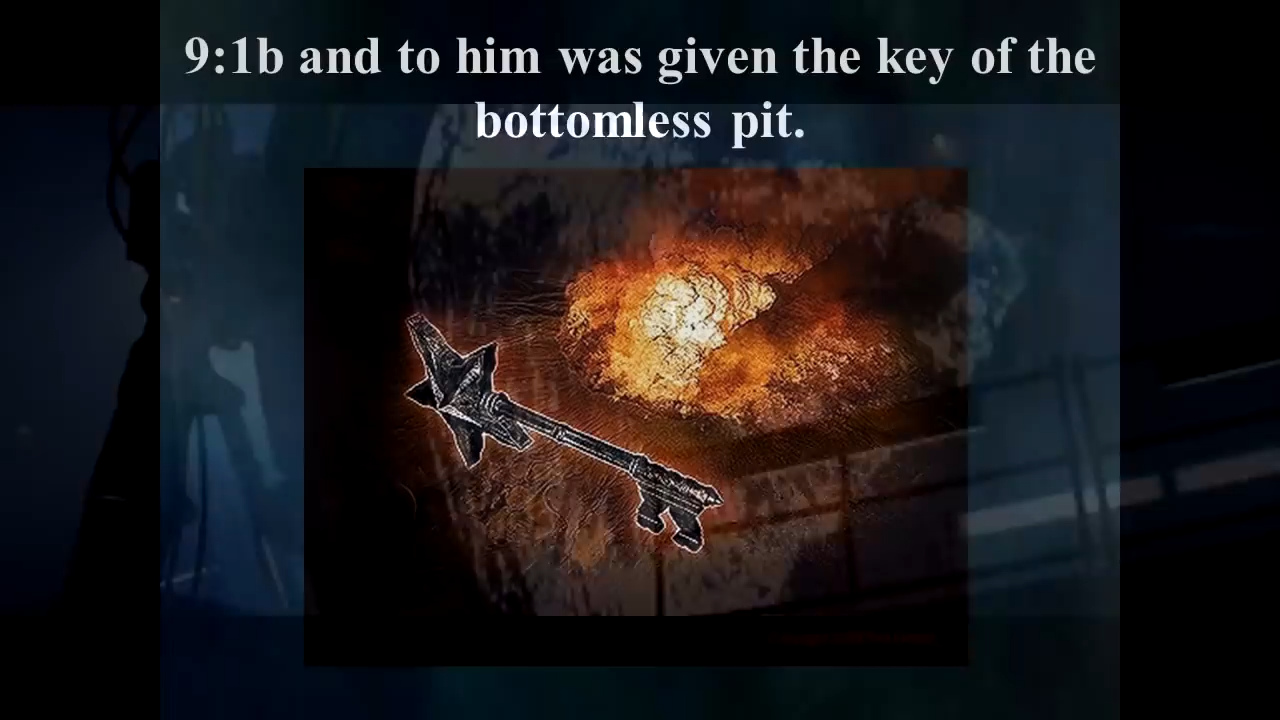 9:1b and to him was given the key of the
bottomless pit.